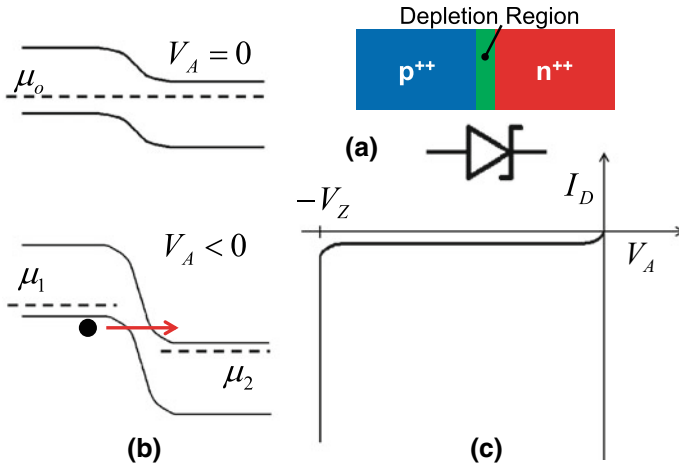 Depletion Region
V_A = 0
p++
n++
μ_o
(a)
I_D
−V_Z
V_A < 0
V_A
μ_1
μ_2
(b)
(c)